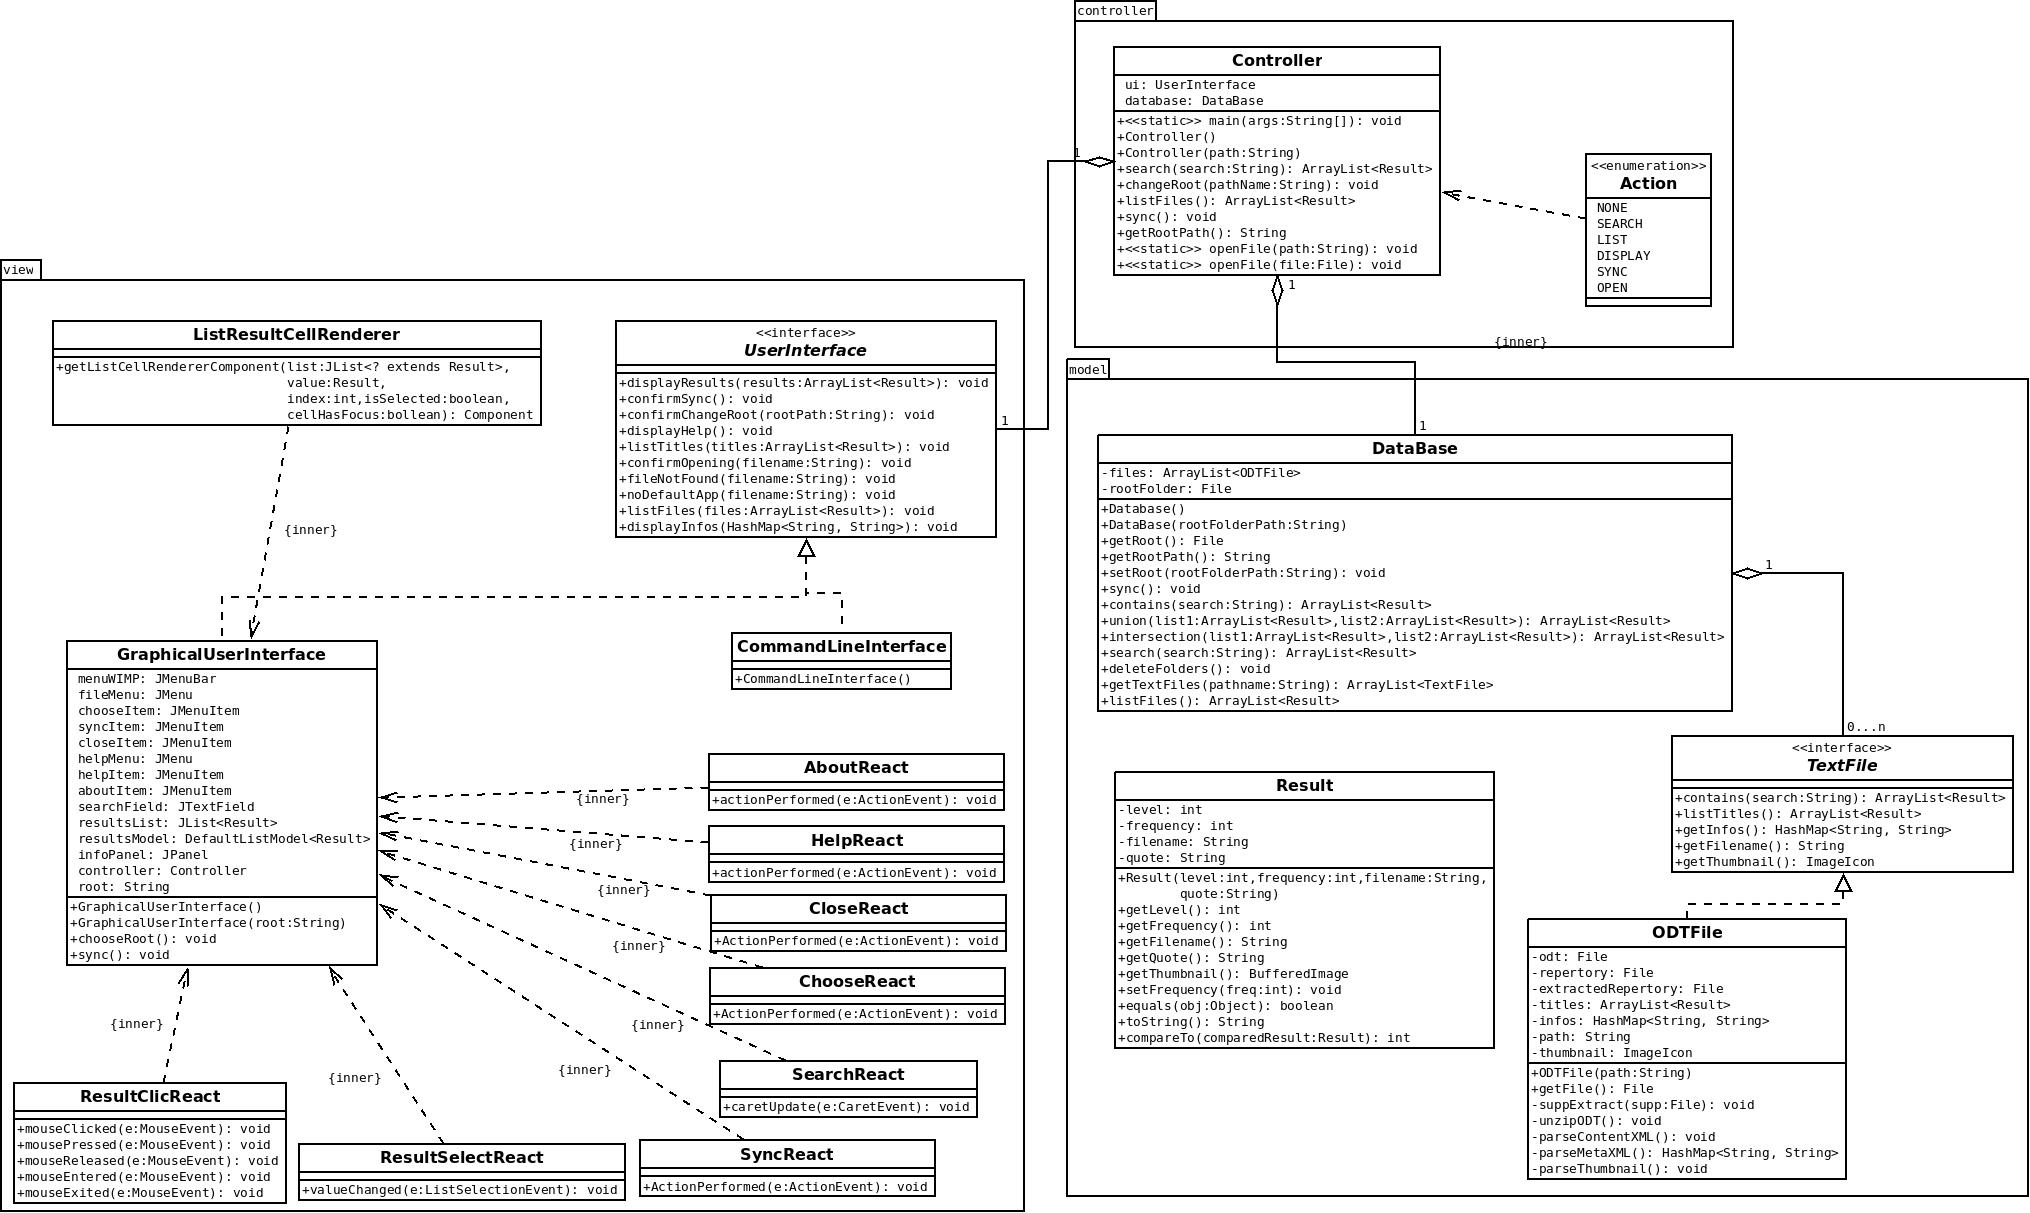 controller
Controller
ui: UserInterface
database: DataBase
+<<static>> main(args:String[]): void
+Controller()
+Controller(path:String)
+search(search:String): ArrayList<Result>
+changeRoot(pathName:String): void
+listFiles(): ArrayList<Result>
+sync(): void
+getRootPath(): String
+<<static>> openFile(path:String): void
+<<static>> openFile(file:File): void
1
1
<<enumeration>>
Action
NONE
SEARCH
LIST
DISPLAY
SYNC
OPEN
{inner}
view
ListResultCellRenderer
+getListCellRendererComponent(list:JList<? extends Result>,
value:Result,
index:int,isSelected:boolean,
cellHasFocus:bollean): Component
{inner}
<<interface>>
UserInterface
+displayResults(results:ArrayList<Result>): void
+confirmSync(): void
+confirmChangeRoot(rootPath:String): void
+displayHelp(): void
+listTitles(titles:ArrayList<Result>): void
+confirmOpening(filename:String): void
+fileNotFound(filename:String): void
+noDefaultApp(filename:String): void
+listFiles(files:ArrayList<Result>): void
+displayInfos(HashMap<String, String>): void
1
GraphicalUserInterface
menuWIMP: JMenuBar
fileMenu: JMenu
chooseItem: JMenuItem
syncItem: JMenuItem
closeItem: JMenuItem
helpMenu: JMenu
helpItem: JMenuItem
aboutItem: JMenuItem
searchField: JTextField
resultsList: JList<Result>
resultsModel: DefaultListModel<Result>
infoPanel: JPanel
controller: Controller
root: String
+GraphicalUserInterface()
+GraphicalUserInterface(root:String)
+chooseRoot(): void
+sync(): void
CommandLineInterface
+CommandLineInterface()
AboutReact
+actionPerformed(e:ActionEvent): void
{inner}
HelpReact
+actionPerformed(e:ActionEvent): void
{inner}
CloseReact
+ActionPerformed(e:ActionEvent): void
{inner}
ChooseReact
+ActionPerformed(e:ActionEvent): void
{inner}
SearchReact
+caretUpdate(e:CaretEvent): void
{inner}
SyncReact
+ActionPerformed(e:ActionEvent): void
{inner}
ResultClicReact
+mouseClicked(e:MouseEvent): void
+mousePressed(e:MouseEvent): void
+mouseReleased(e:MouseEvent): void
+mouseEntered(e:MouseEvent): void
+mouseExited(e:MouseEvent): void
{inner}
ResultSelectReact
+valueChanged(e:ListSelectionEvent): void
{inner}
model
1
DataBase
-files: ArrayList<ODTFile>
-rootFolder: File
+Database()
+DataBase(rootFolderPath:String)
+getRoot(): File
+getRootPath(): String
+setRoot(rootFolderPath:String): void
+sync(): void
+contains(search:String): ArrayList<Result>
+union(list1:ArrayList<Result>,list2:ArrayList<Result>): ArrayList<Result>
+intersection(list1:ArrayList<Result>,list2:ArrayList<Result>): ArrayList<Result>
+search(search:String): ArrayList<Result>
+deleteFolders(): void
+getTextFiles(pathname:String): ArrayList<TextFile>
+listFiles(): ArrayList<Result>
1
0...n
Result
-level: int
-frequency: int
-filename: String
-quote: String
+Result(level:int,frequency:int,filename:String,
quote:String)
+getLevel(): int
+getFrequency(): int
+getFilename(): String
+getQuote(): String
+getThumbnail(): BufferedImage
+setFrequency(freq:int): void
+equals(obj:Object): boolean
+toString(): String
+compareTo(comparedResult:Result): int
<<interface>>
TextFile
+contains(search:String): ArrayList<Result>
+listTitles(): ArrayList<Result>
+getInfos(): HashMap<String, String>
+getFilename(): String
+getThumbnail(): ImageIcon
ODTFile
-odt: File
-repertory: File
-extractedRepertory: File
-titles: ArrayList<Result>
-infos: HashMap<String, String>
-path: String
-thumbnail: ImageIcon
+ODTFile(path:String)
+getFile(): File
-suppExtract(supp:File): void
-unzipODT(): void
-parseContentXML(): void
-parseMetaXML(): HashMap<String, String>
-parseThumbnail(): void